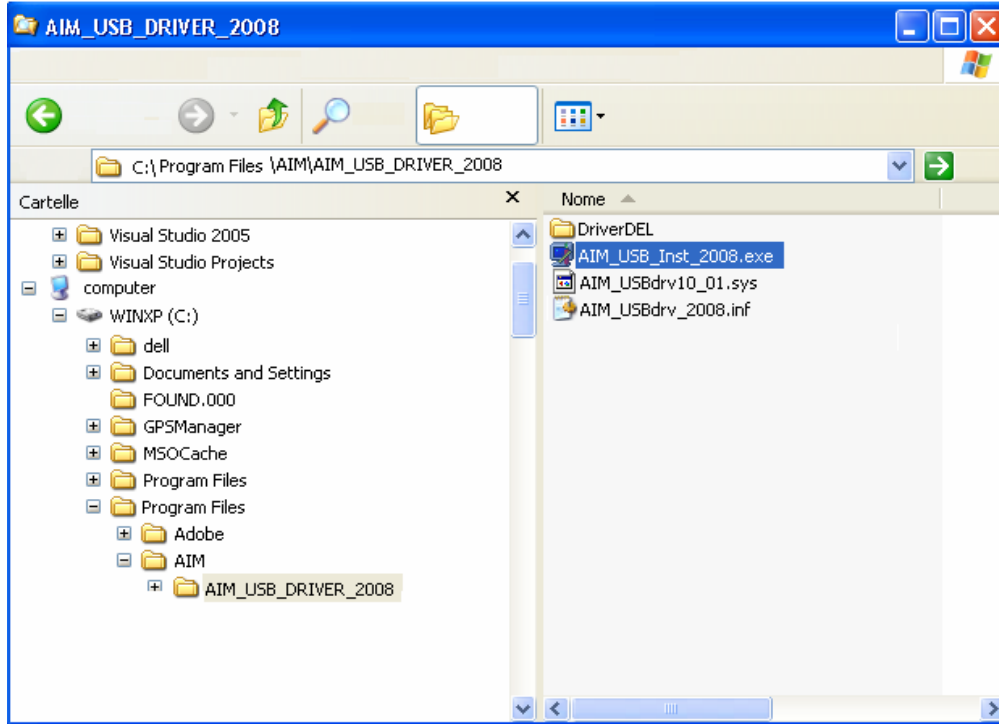 AIM_USB_DRIVER_2008
C:\Program Files \AIM\AIM_USB_DRIVER_2008
Cartelle
Visual Studio 2005
Visual Studio Projects
computer
WINXP (C:)
dell
Documents and Settings
FOUND.000
GPSManager
MSOCache
Program Files
Program Files
Adobe
AIM
AIM_USB_DRIVER_2008
Nome
DriverDEL
AIM_USB_Inst_2008.exe
AIM_USBdrv10_01.sys
AIM_USBdrv_2008.inf